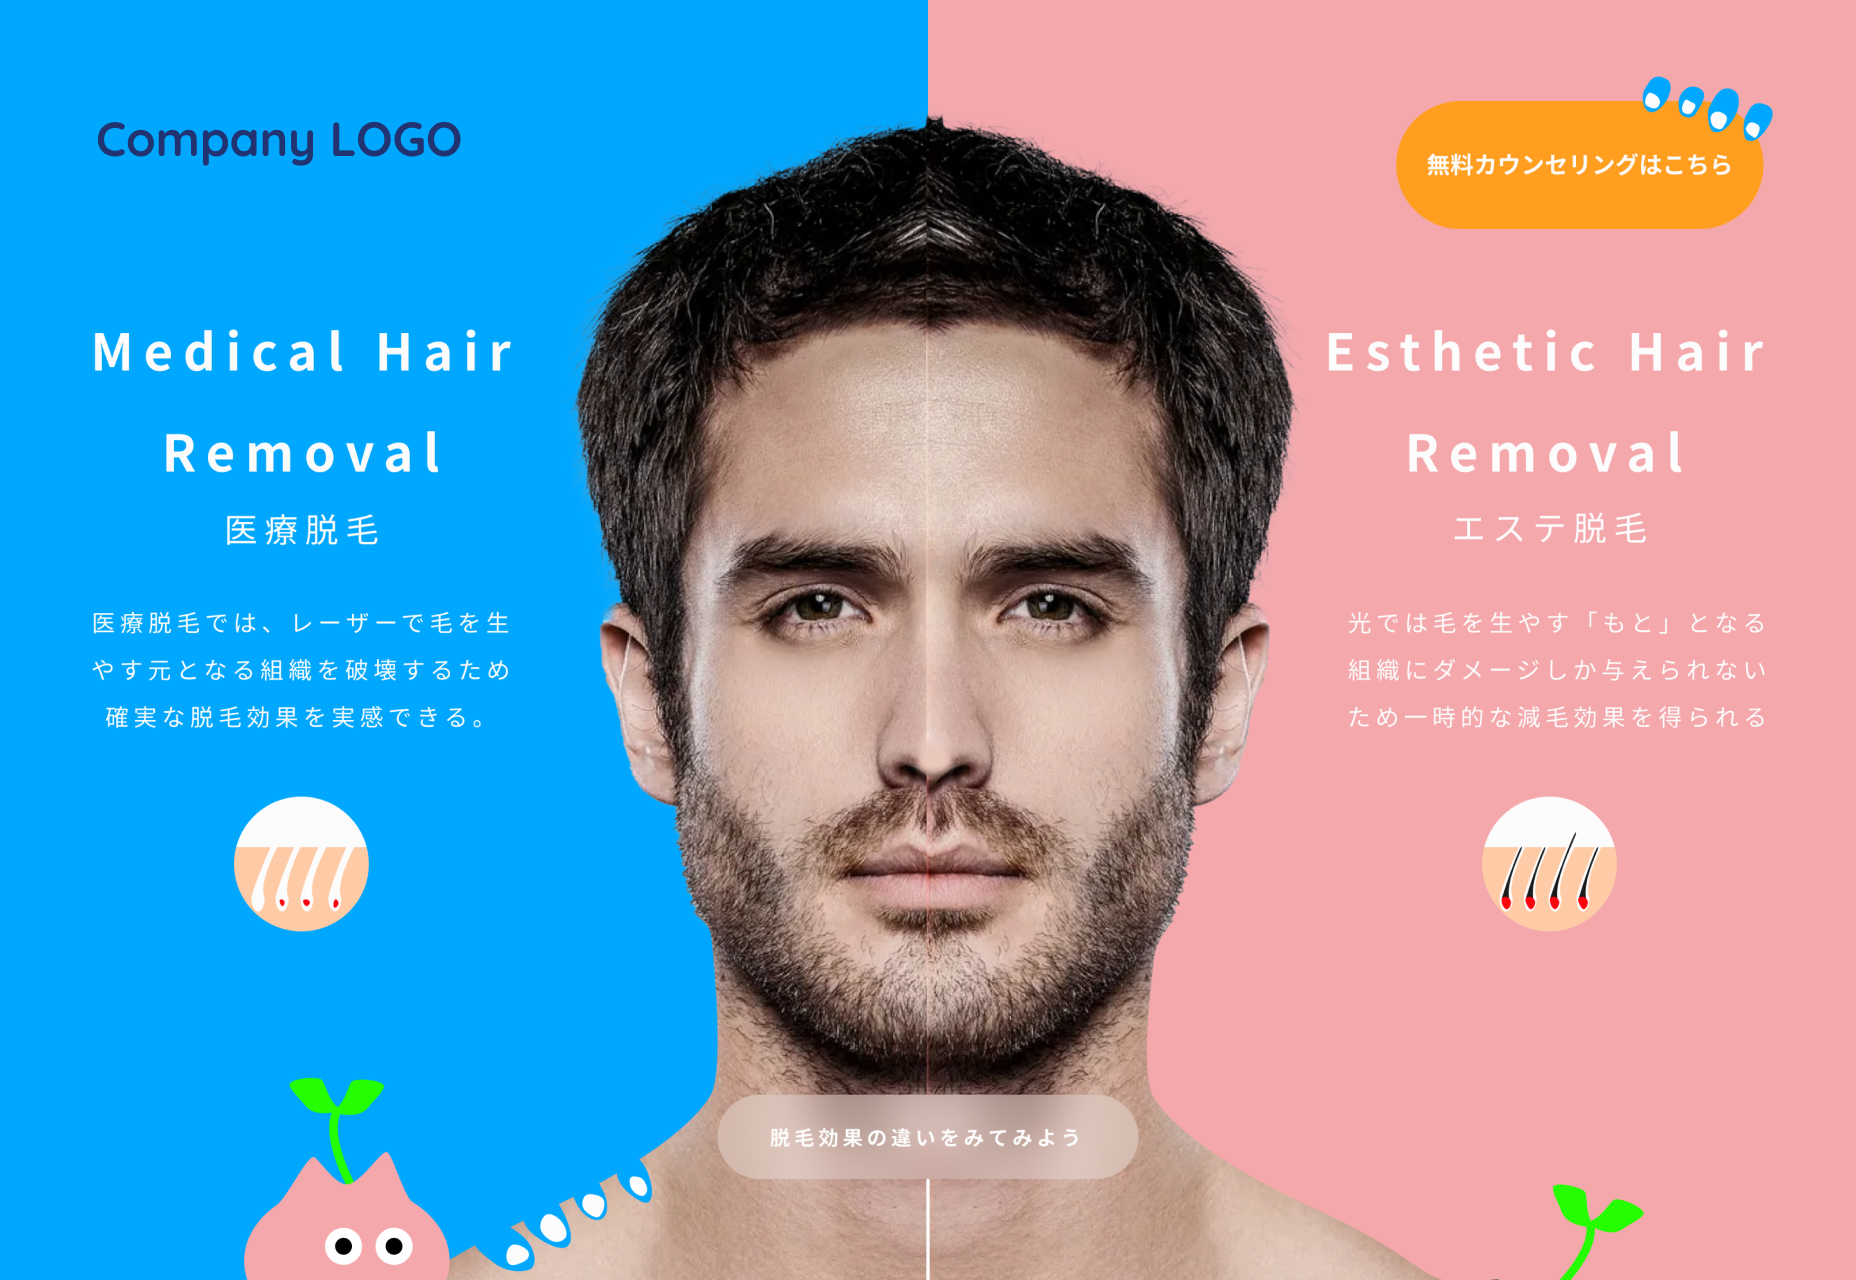 Company LOGO
無料カウンセリングはこちら
Medical Hair
Removal
医療脱毛
医療脱毛では、レーザーで毛を生
やす元となる組織を破壊するため
確実な脱毛効果を実感できる。
Esthetic Hair
Removal
エステ脱毛
光では毛を生やす「もと」となる
組織にダメージしか与えられない
ため一時的な減毛効果を得られる
脱毛効果の違いをみてみよう